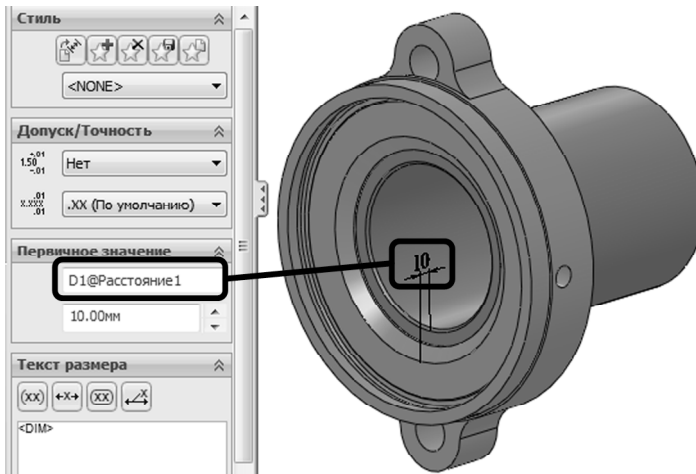 Стиль
<NONE>
Допуск/Точность
1.50 +.01 -.01
Нет
x.xxx .01 .01
.XX (По умолчанию)
Первичное значение
D1@Расстояние1
10.00мм
10
Текст размера
(xx) ←x→ (xx) x
<DIM>